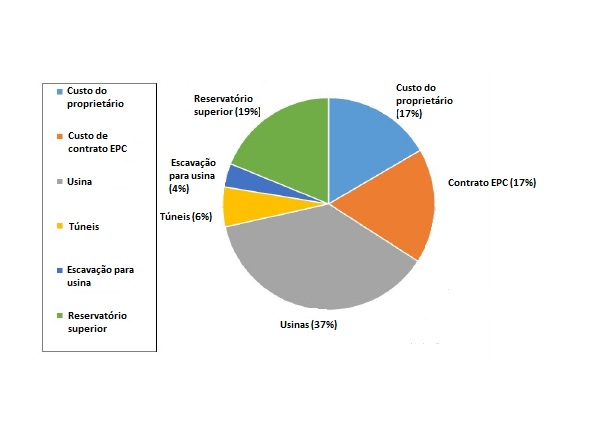 Custo do
proprietário
Custo de
contrato EPC
Usina
Túneis
Escavação para
usina
Reservatório
superior
Reservatório
superior (19%)
Custo do
proprietário
(17%)
Escavação
para usina
(4%)
Contrato EPC (17%)
Túneis (6%)
Usinas (37%)